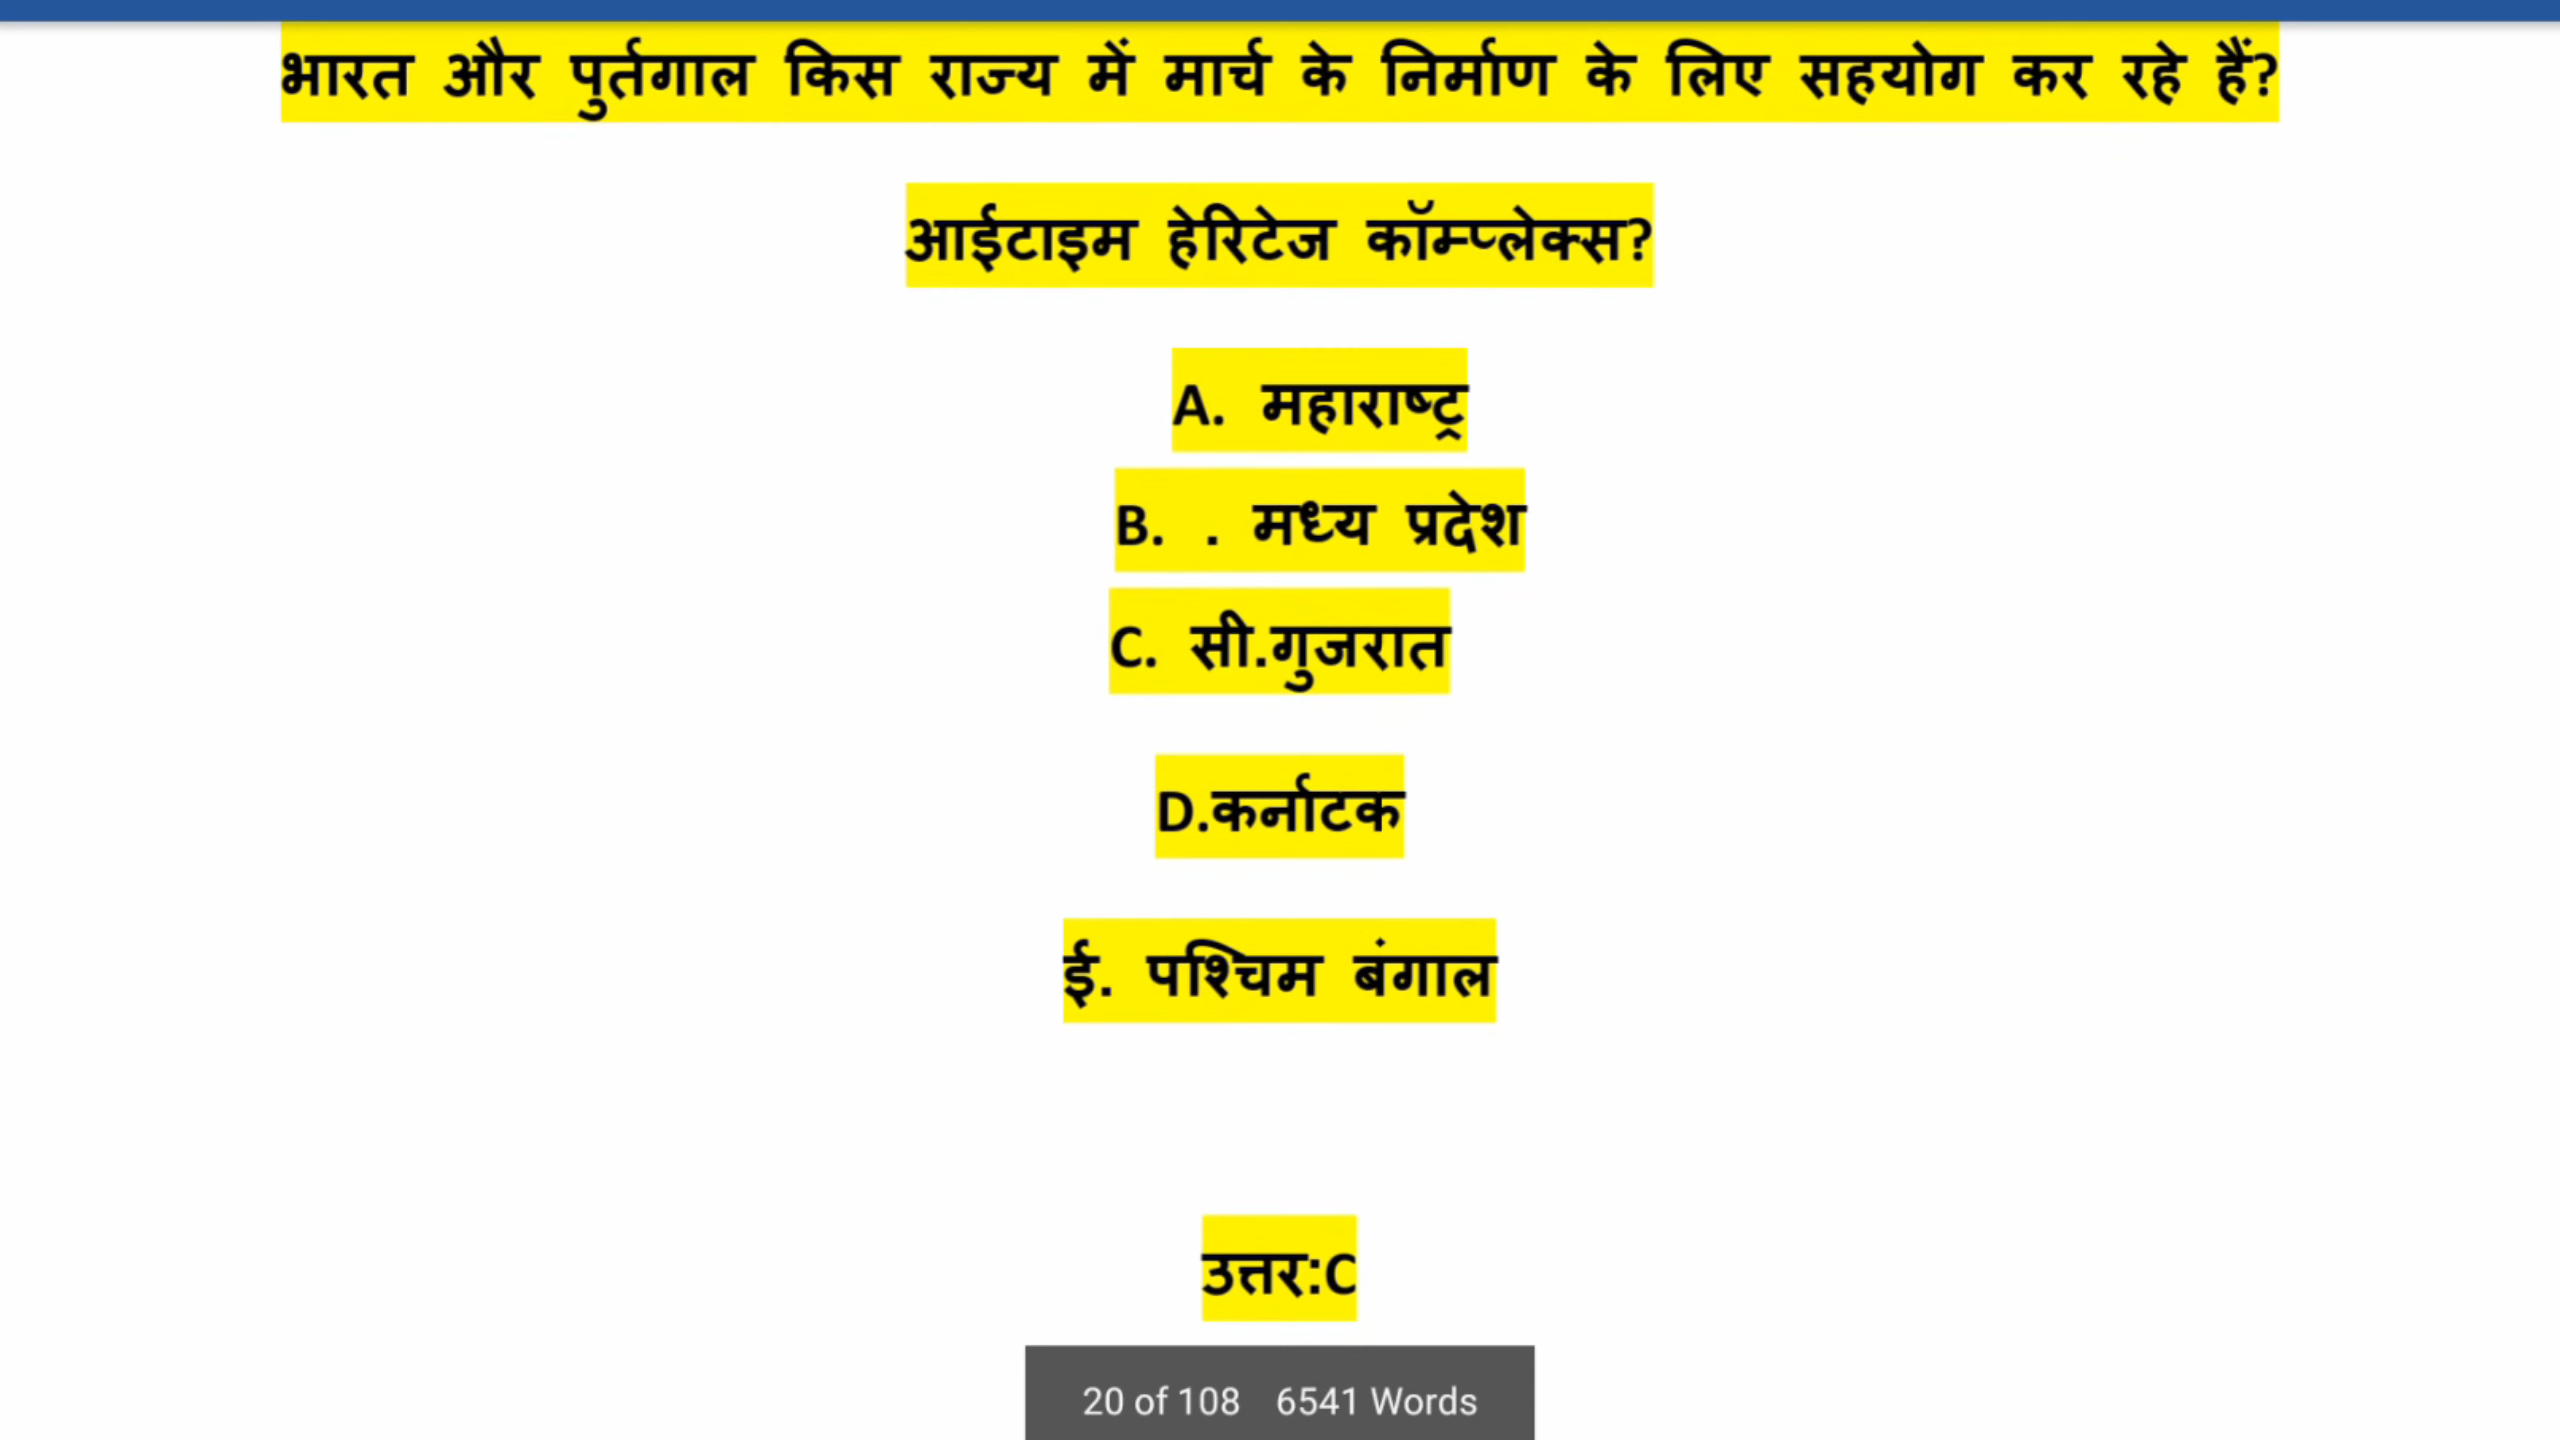 भारत और पुर्तगाल किस राज्य में मार्च के निर्माण के लिए सहयोग कर रहे हैं?
आईटाइम हेरिटेज कॉम्प्लेक्स?
A. महाराष्ट्र
B. . मध्य प्रदेश
C. सी.गुजरात
D.कर्नाटक
ई. पश्चिम बंगाल
उत्तर:C
20 of 108 6541 Words